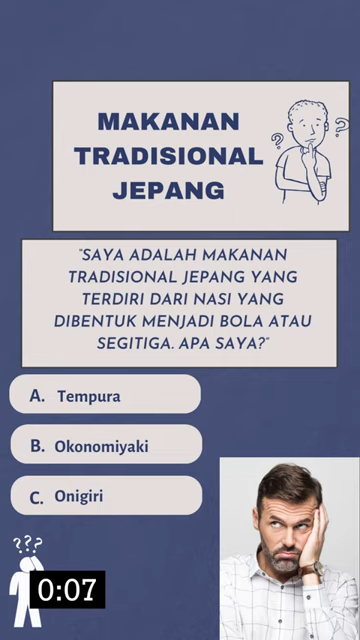 MAKANAN
TRADISIONAL
JEPANG
? ?
"SAYA ADALAH MAKANAN
TRADISIONAL JEPANG YANG
TERDIRI DARI NASI YANG
DIBENTUK MENJADI BOLA ATAU
SEGITIGA. APA SAYA?"
A. Tempura
B. Okonomiyaki
C. Onigiri
???
0:07